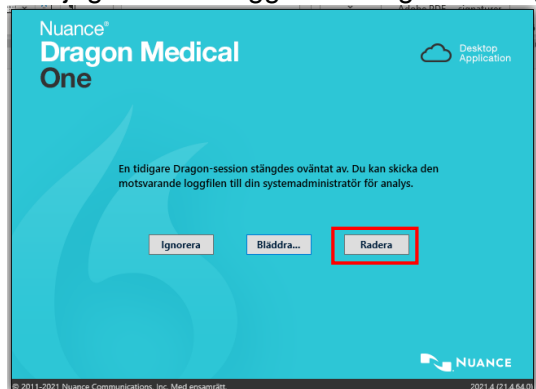 Nuance®
Dragon Medical
One
Desktop
Application
En tidigare Dragon-session stängdes oväntat av. Du kan skicka den
motsvarande loggfilen till din systemadministratör för analys.
Ignorera
Bläddra...
Radera
NUANCE
© 2011-2021 Nuance Communications, Inc. Med ensamrätt.
2021.4 (21.4.64.0)